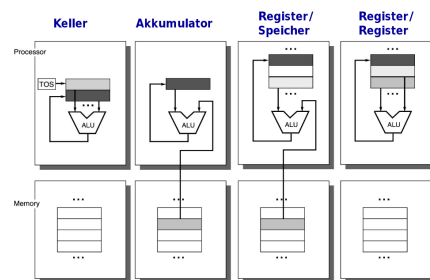 Keller
Akkumulator
Register/
Speicher
Register/
Register
Processor
...
...
TOS
...
...
...
ALU
ALU
ALU
ALU
Memory
...
...
...
...
...
...
...
...